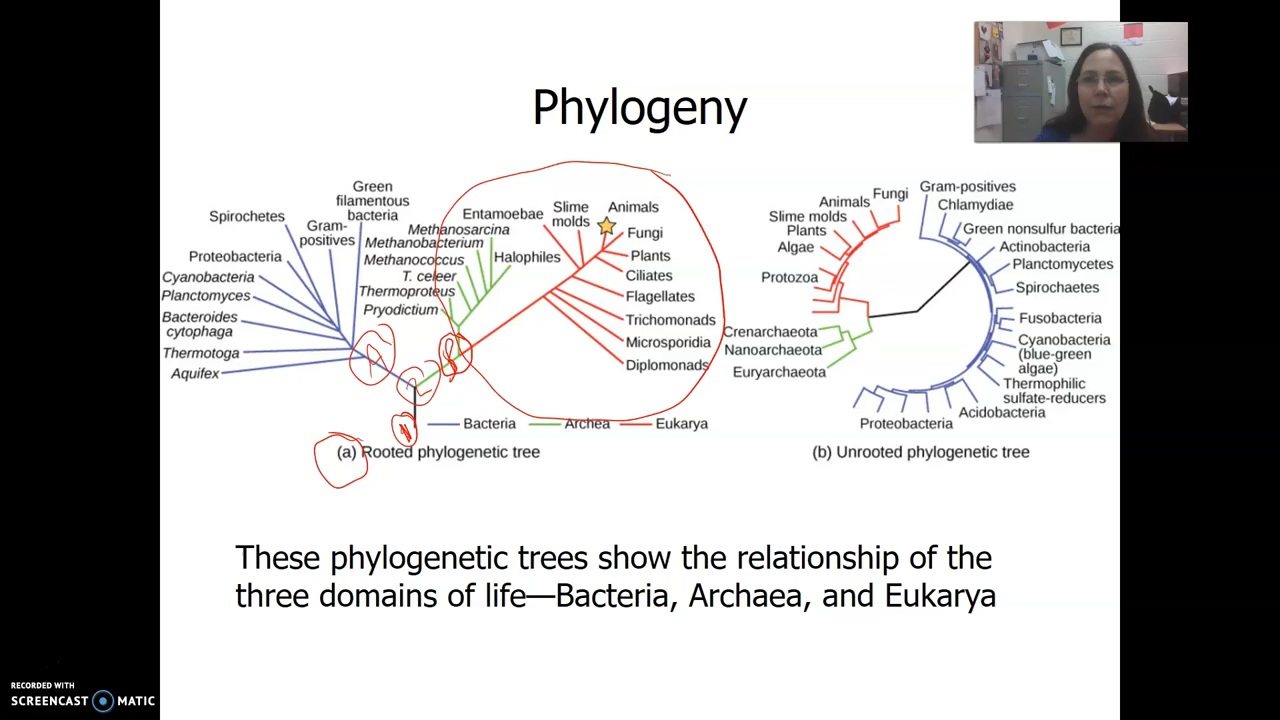 Phylogeny
Green
filamentous
bacteria
Spirochetes
Gram-
positives
Proteobacteria
Cyanobacteria
Planctomyces
Bacteroides
cytophaga
Thermotoga
Aquifex
Methanosarcina
Methanobacterium
Methanococcus
T. celeer
Thermoproteus
Pryodictium
Halophiles
Entamoebae
Slime
molds
Animals
Fungi
Plants
Ciliates
Flagellates
Trichomonads
Microsporidia
Diplomonads
Bacteria
Archea
Eukarya
(a) Rooted phylogenetic tree
Fungi
Animals
Slime molds
Plants
Algae
Protozoa
Crenarchaeota
Nanoarchaeota
Euryarchaeota
Gram-positives
Chlamydiae
Green nonsulfur bacteria
Actinobacteria
Planctomycetes
Spirochaetes
Fusobacteria
Cyanobacteria
(blue-green
algae)
Thermophilic
sulfate-reducers
Acidobacteria
Proteobacteria
(b) Unrooted phylogenetic tree
These phylogenetic trees show the relationship of the
three domains of life—Bacteria, Archaea, and Eukarya
RECORDED WITH
SCREENCAST MATIC